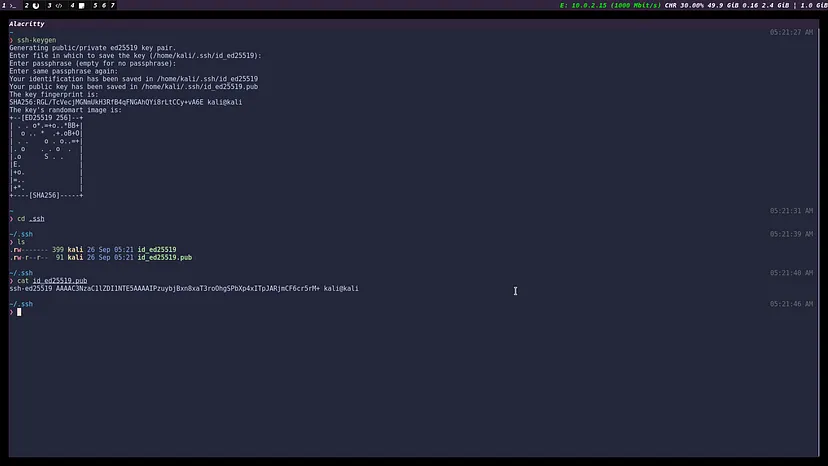 1 >_ 2 3 </> 4 5 6 7 E: 10.0.2.15 (1000 Mbit/s) CHR 30.00% 49.9 GiB 0.16 2.4 GiB ¦ 1.0 GiB
Alacritty
~ 05:21:27 AM
❯ ssh-keygen
Generating public/private ed25519 key pair.
Enter file in which to save the key (/home/kali/.ssh/id_ed25519):
Enter passphrase (empty for no passphrase):
Enter same passphrase again:
Your identification has been saved in /home/kali/.ssh/id_ed25519
Your public key has been saved in /home/kali/.ssh/id_ed25519.pub
The key fingerprint is:
SHA256:RGL/TcVecjMGNmUkH3RfB4qFNGAhQYi8rLtCCy+vA6E kali@kali
The key's randomart image is:
+--[ED25519 256]--+
| . . o*.=+o..*BB+|
|  o .. *  .+.oB+O|
| . .    o . o..=+|
|. o    . . o  .  |
|.o      S . .    |
|E.               |
|+o.              |
|=..              |
|+*.              |
+----[SHA256]-----+
~ 05:21:31 AM
❯ cd .ssh
~/.ssh 05:21:39 AM
❯ ls
.rw------- 399 kali 26 Sep 05:21 id_ed25519
.rw-r--r--  91 kali 26 Sep 05:21 id_ed25519.pub
~/.ssh 05:21:40 AM
❯ cat id_ed25519.pub
ssh-ed25519 AAAAC3NzaC1lZDI1NTE5AAAAIPzuybjBxn8xaT3roOhgSPbXp4xITpJARjmCF6cr5rM+ kali@kali
~/.ssh 05:21:46 AM
❯